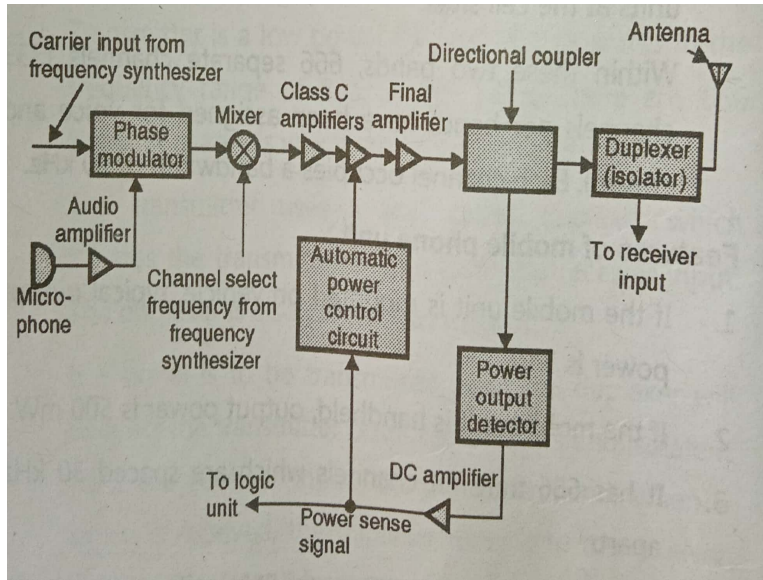 Antenna
Carrier input from
frequency synthesizer
Directional coupler
Class C
amplifiers
Final
amplifier
Mixer
Phase
modulator
Duplexer
(isolator)
Audio
amplifier
Micro-
phone
Channel select
frequency from
frequency
synthesizer
Automatic
power
control
circuit
To receiver
input
Power
output
detector
DC amplifier
To logic
unit
Power sense
signal